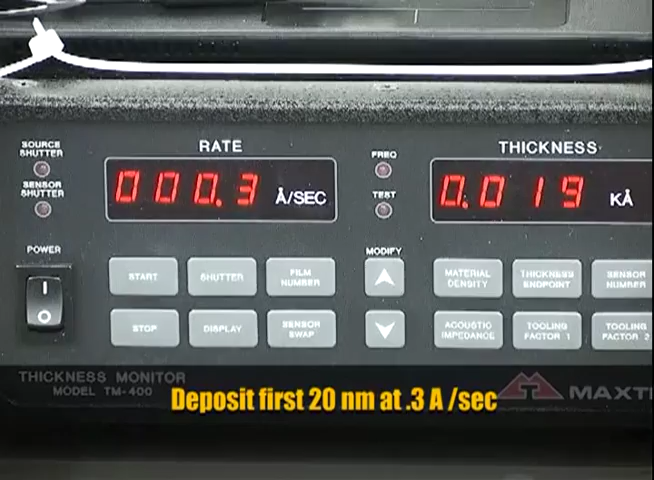 SOURCE SHUTTER
SENSOR SHUTTER
RATE
000.3 Å/SEC
FREQ
TEST
THICKNESS
0.019 KÅ
POWER
MODIFY
START
SHUTTER
FILM NUMBER
MATERIAL DENSITY
THICKNESS ENDPOINT
SENSOR NUMBER
STOP
DISPLAY
SENSOR SWAP
ACOUSTIC IMPEDANCE
TOOLING FACTOR 1
TOOLING FACTOR 2
THICKNESS MONITOR
MODEL TM-400
MAXT
Deposit first 20 nm at .3 A /sec